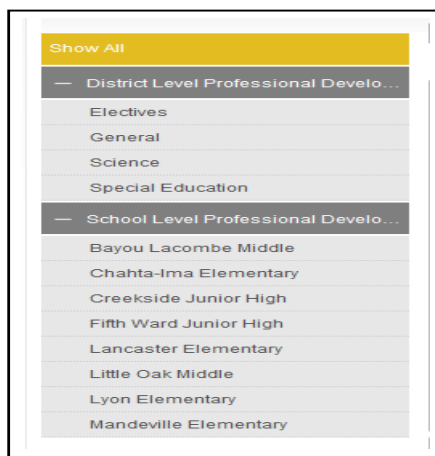 Show All
— District Level Professional Develo...
Electives
General
Science
Special Education
— School Level Professional Develo...
Bayou Lacombe Middle
Chahta-Ima Elementary
Creekside Junior High
Fifth Ward Junior High
Lancaster Elementary
Little Oak Middle
Lyon Elementary
Mandeville Elementary